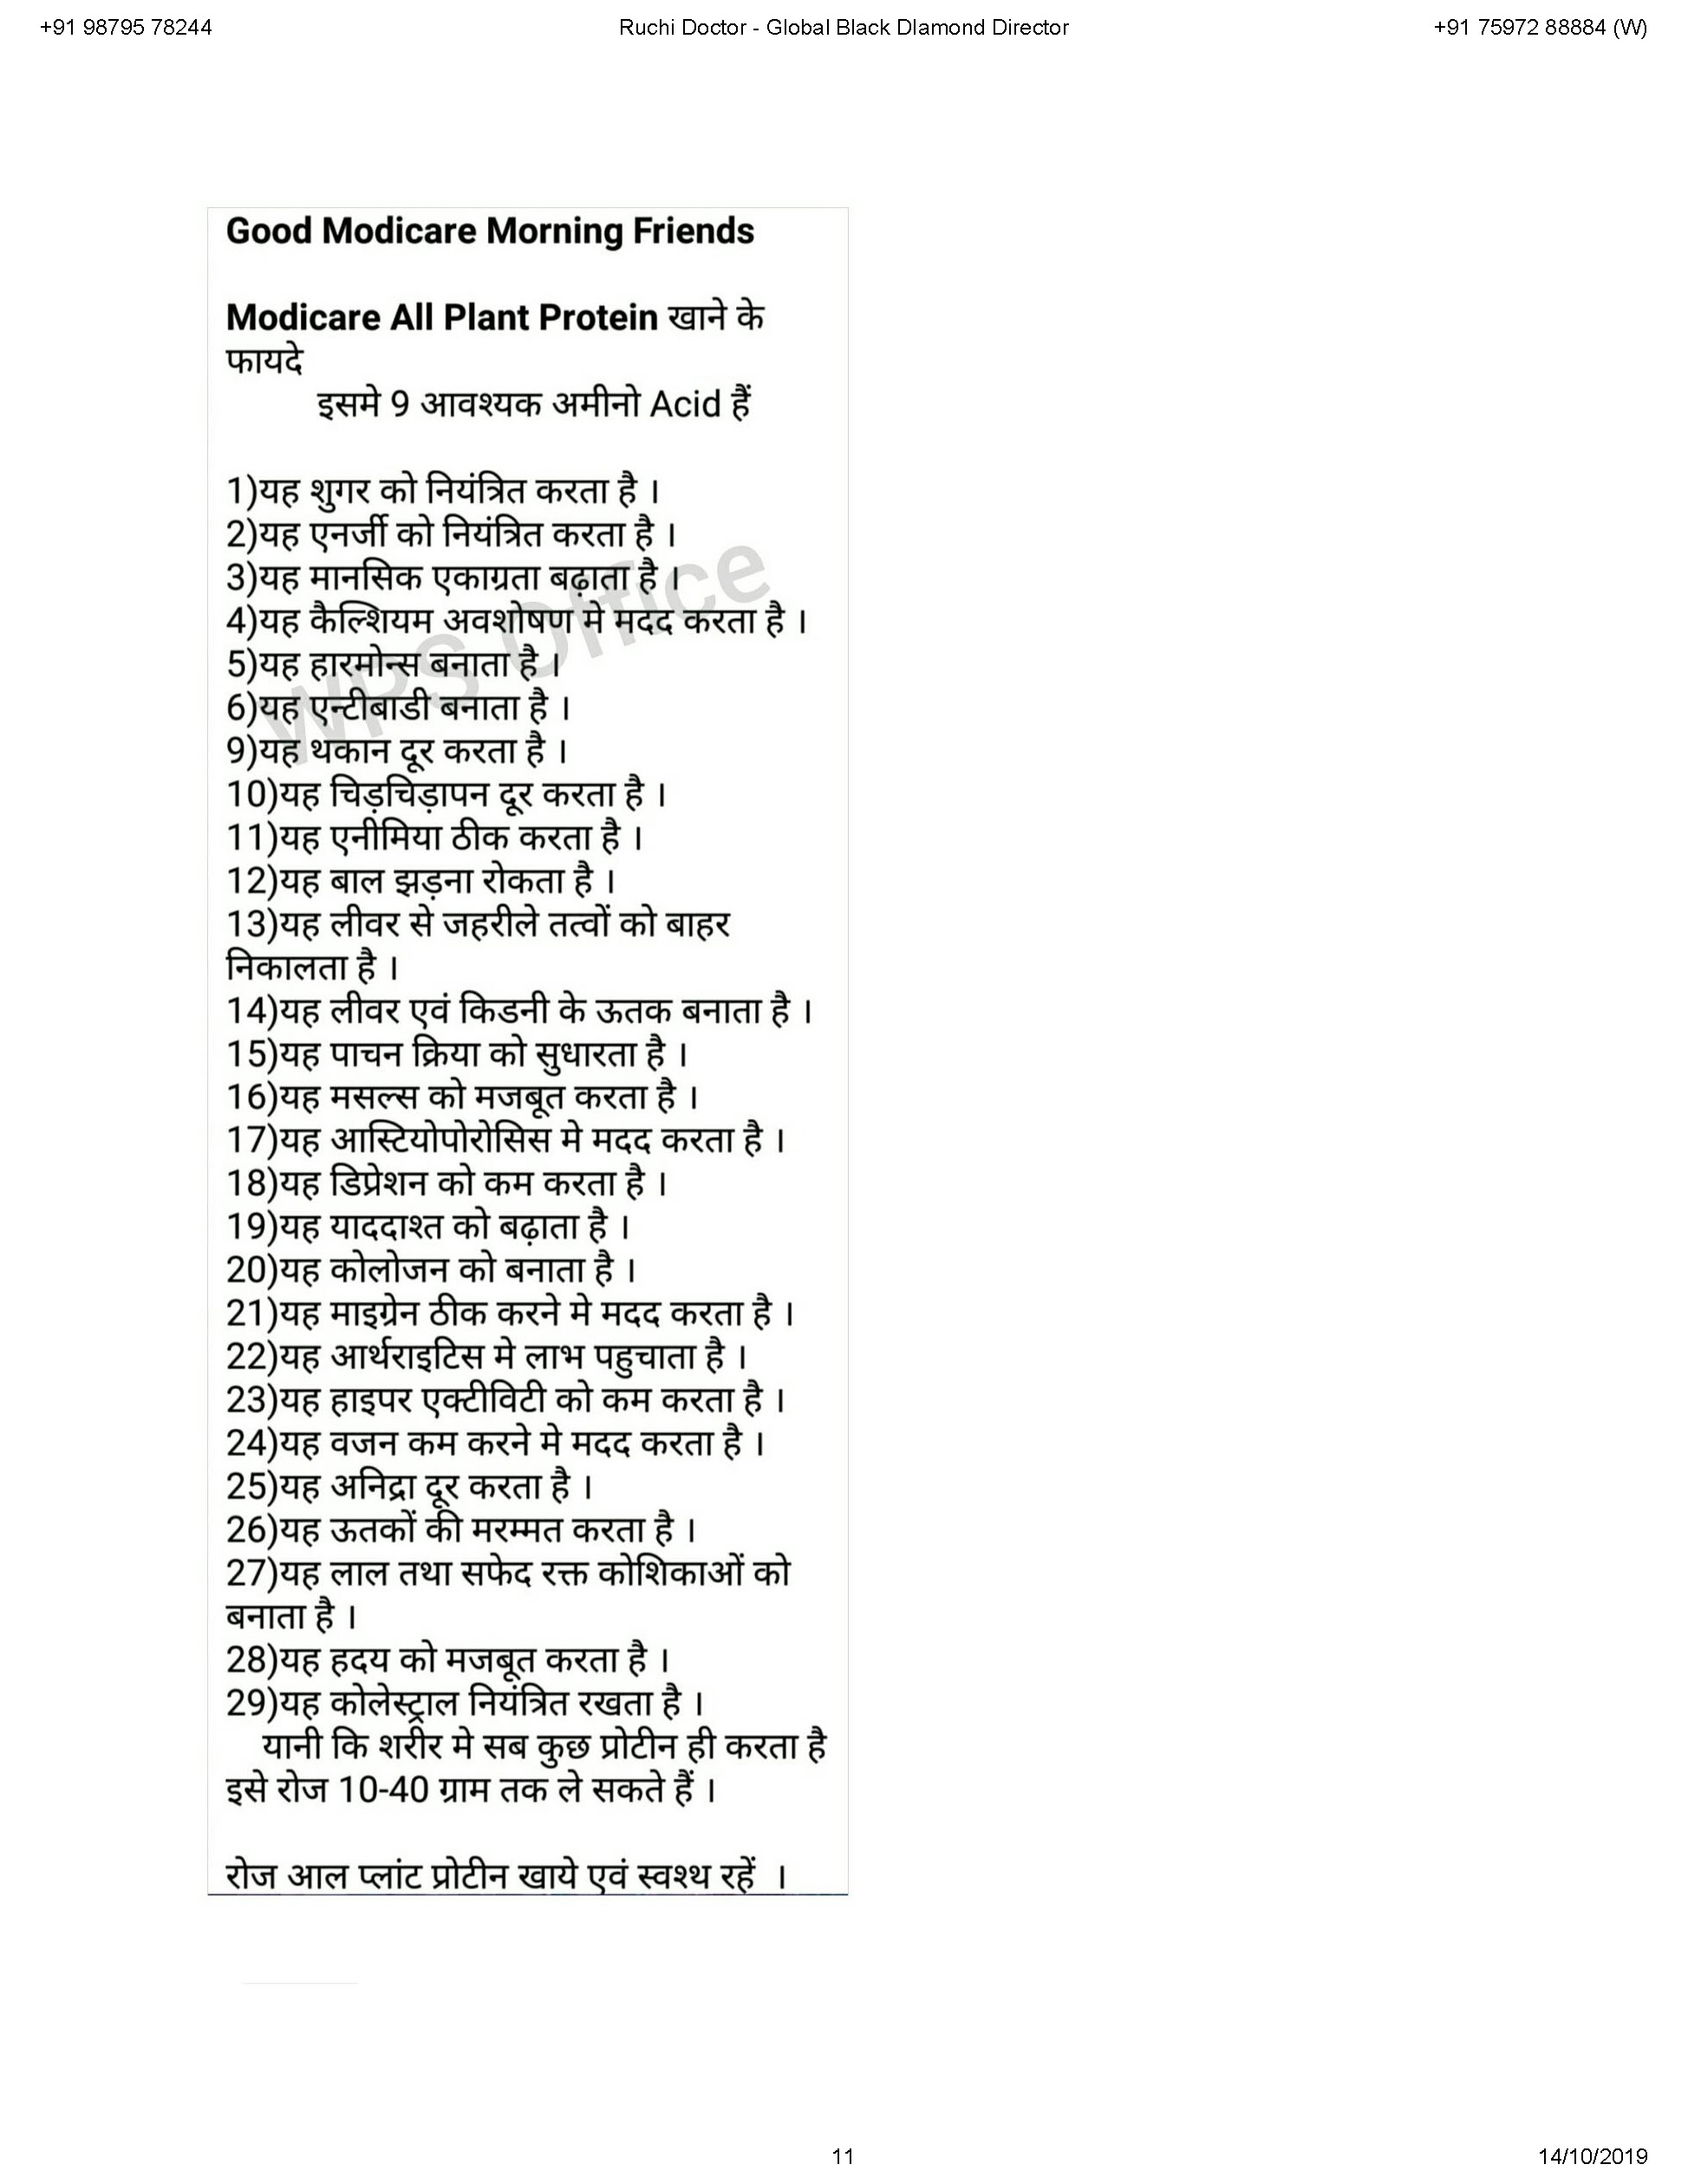 +91 98795 78244 Ruchi Doctor - Global Black DIamond Director +91 75972 88884 (W)
Good Modicare Morning Friends
Modicare All Plant Protein खाने के
फायदे
इसमे 9 आवश्यक अमीनो Acid हैं
1)यह शुगर को नियंत्रित करता है ।
2)यह एनर्जी को नियंत्रित करता है ।
3)यह मानसिक एकाग्रता बढ़ाता है ।
4)यह कैल्शियम अवशोषण मे मदद करता है ।
5)यह हारमोन्स बनाता है ।
6)यह एन्टीबाडी बनाता है ।
9)यह थकान दूर करता है ।
10)यह चिड़चिड़ापन दूर करता है ।
11)यह एनीमिया ठीक करता है ।
12)यह बाल झड़ना रोकता है ।
13)यह लीवर से जहरीले तत्वों को बाहर
निकालता है ।
14)यह लीवर एवं किडनी के ऊतक बनाता है ।
15)यह पाचन क्रिया को सुधारता है ।
16)यह मसल्स को मजबूत करता है ।
17)यह आस्टियोपोरोसिस मे मदद करता है ।
18)यह डिप्रेशन को कम करता है ।
19)यह याददाश्त को बढ़ाता है ।
20)यह कोलोजन को बनाता है ।
21)यह माइग्रेन ठीक करने मे मदद करता है ।
22)यह आर्थराइटिस मे लाभ पहुचाता है ।
23)यह हाइपर एक्टीविटी को कम करता है ।
24)यह वजन कम करने मे मदद करता है ।
25)यह अनिद्रा दूर करता है ।
26)यह ऊतकों की मरम्मत करता है ।
27)यह लाल तथा सफेद रक्त कोशिकाओं को
बनाता है ।
28)यह हदय को मजबूत करता है ।
29)यह कोलेस्ट्राल नियंत्रित रखता है ।
यानी कि शरीर मे सब कुछ प्रोटीन ही करता है
इसे रोज 10-40 ग्राम तक ले सकते हैं ।
रोज आल प्लांट प्रोटीन खाये एवं स्वश्थ रहें ।
WPS Office
11 14/10/2019